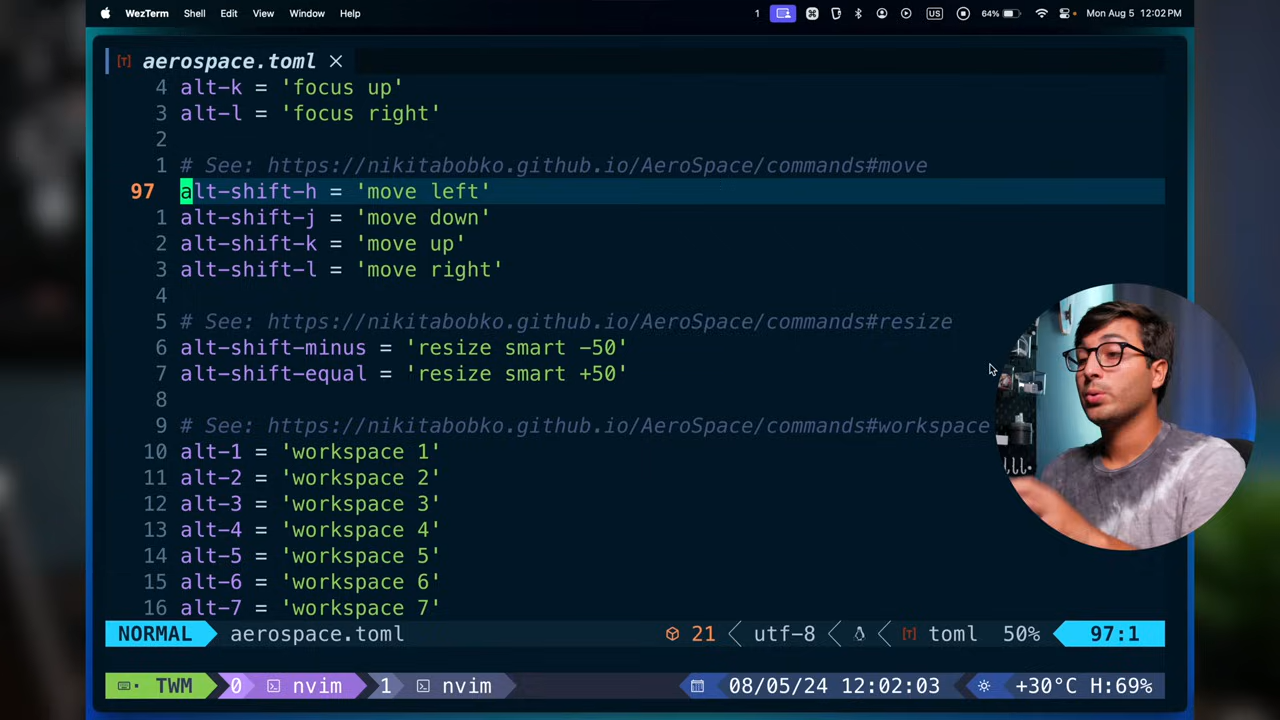 WezTerm Shell Edit View Window Help 1 US 64% Mon Aug 5 12:02 PM
[T] aerospace.toml ×
4 alt-k = 'focus up'
3 alt-l = 'focus right'
2
1 # See: https://nikitabobko.github.io/AeroSpace/commands#move
97 alt-shift-h = 'move left'
1 alt-shift-j = 'move down'
2 alt-shift-k = 'move up'
3 alt-shift-l = 'move right'
4
5 # See: https://nikitabobko.github.io/AeroSpace/commands#resize
6 alt-shift-minus = 'resize smart -50'
7 alt-shift-equal = 'resize smart +50'
8
9 # See: https://nikitabobko.github.io/AeroSpace/commands#workspace
10 alt-1 = 'workspace 1'
11 alt-2 = 'workspace 2'
12 alt-3 = 'workspace 3'
13 alt-4 = 'workspace 4'
14 alt-5 = 'workspace 5'
15 alt-6 = 'workspace 6'
16 alt-7 = 'workspace 7'
NORMAL aerospace.toml 21 utf-8 [T] toml 50% 97:1
TWM 0 nvim 1 nvim 08/05/24 12:02:03 +30°C H:69%